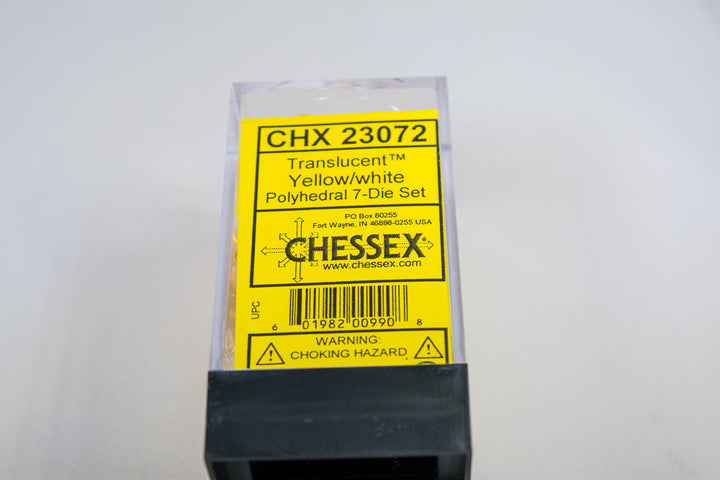 CHX 23072
Translucent™
Yellow/white
Polyhedral 7-Die Set
PO Box 80255
Fort Wayne, IN 46898-0255 USA
CHESSEX®
www.chessex.com
UPC
6 01982 00990 8
WARNING:
CHOKING HAZARD